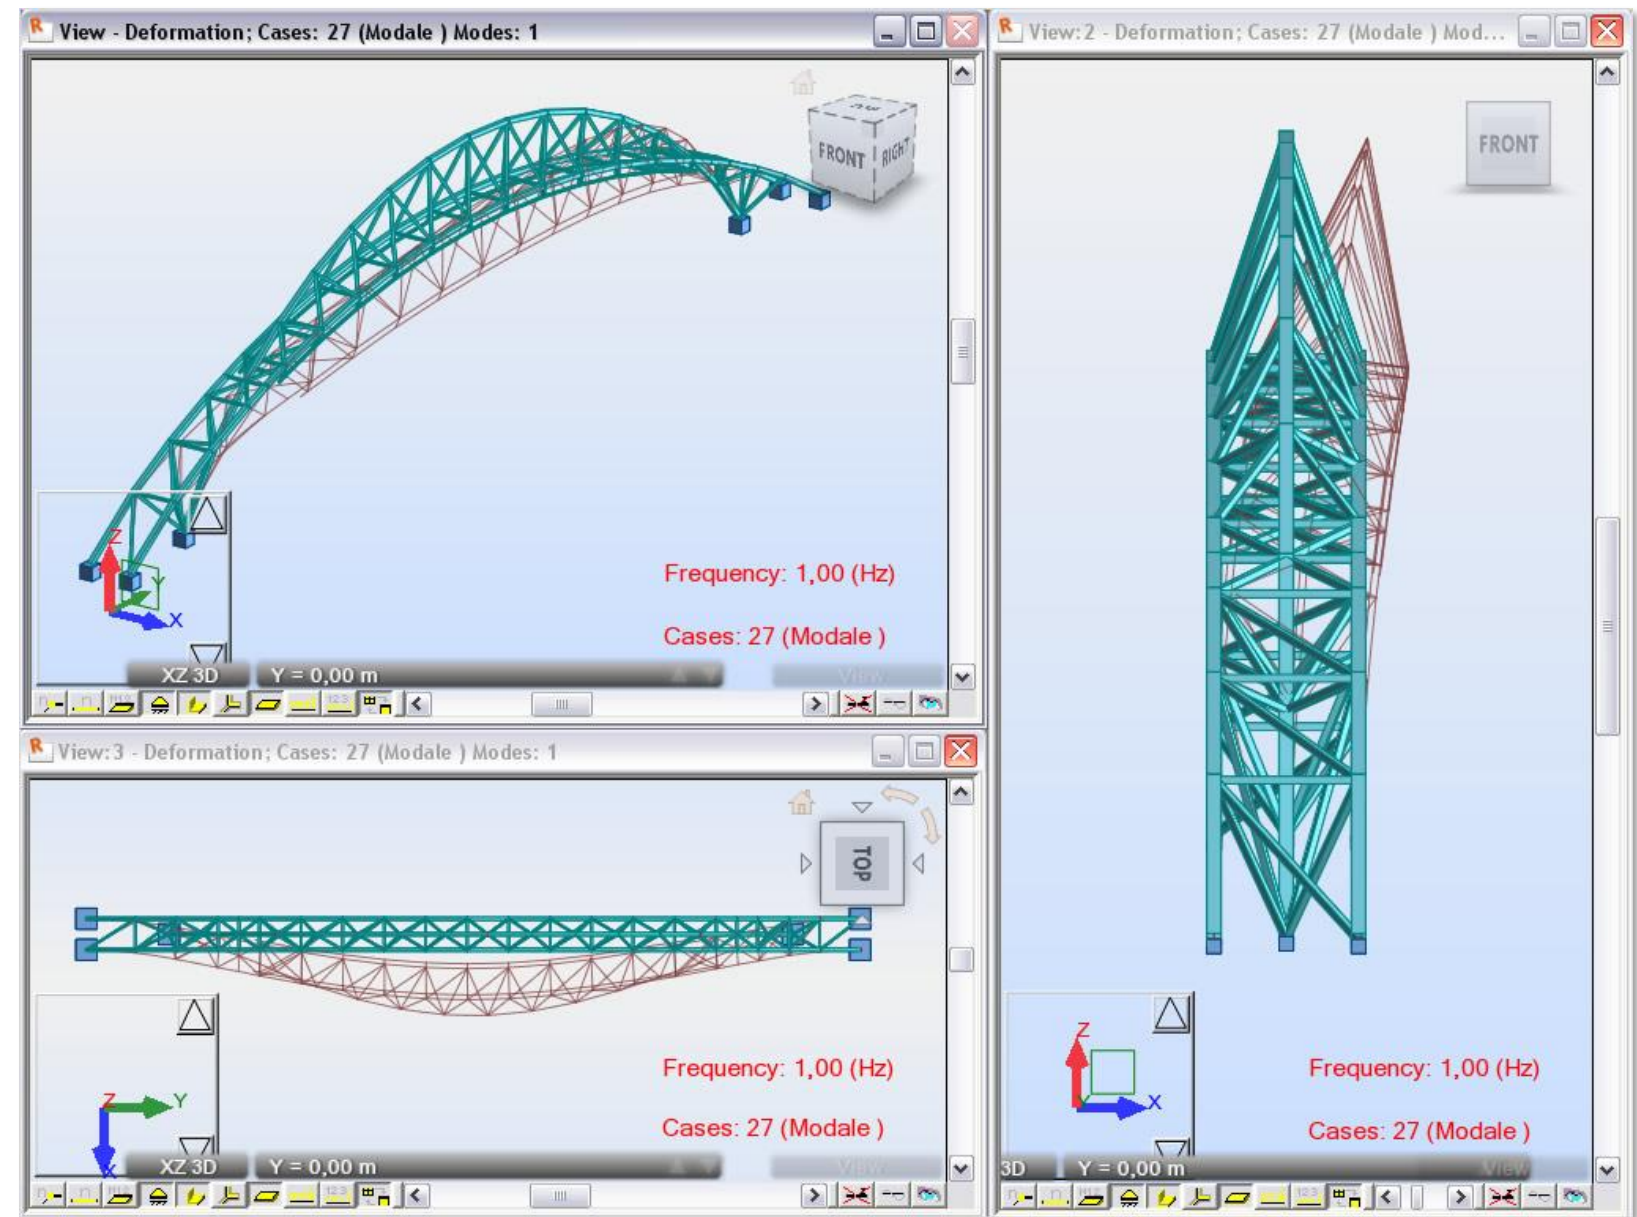 View - Deformation; Cases: 27 (Modale ) Modes: 1
FRONT
RIGHT
Z
Y
X
Frequency: 1,00 (Hz)
Cases: 27 (Modale )
XZ 3D
Y = 0,00 m
View
View:2 - Deformation; Cases: 27 (Modale ) Mod...
FRONT
Z
Y
X
Frequency: 1,00 (Hz)
Cases: 27 (Modale )
3D
Y = 0,00 m
View
View:3 - Deformation; Cases: 27 (Modale ) Modes: 1
TOP
Z
Y
X
Frequency: 1,00 (Hz)
Cases: 27 (Modale )
XZ 3D
Y = 0,00 m
View